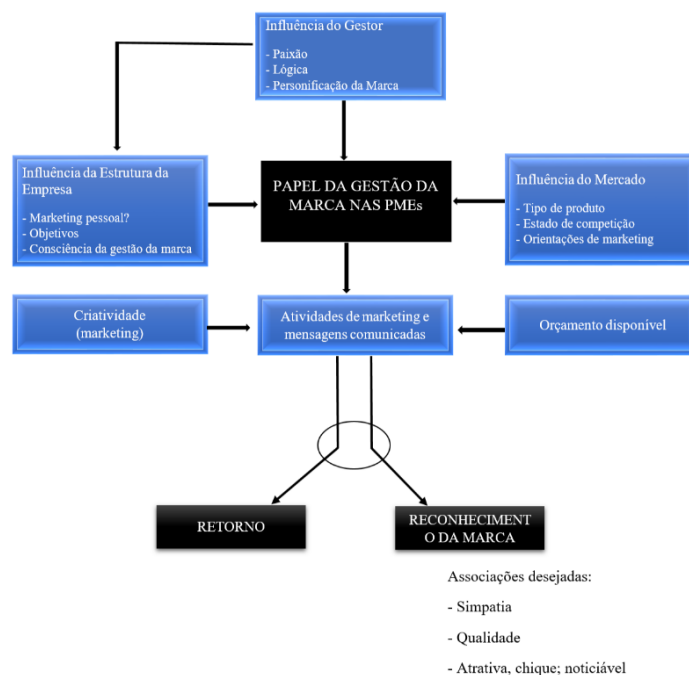 Influência do Gestor
- Paixão
- Lógica
- Personificação da Marca
Influência da Estrutura da
Empresa
- Marketing pessoal?
- Objetivos
- Consciência da gestão da marca
PAPEL DA GESTÃO DA
MARCA NAS PMEs
Influência do Mercado
- Tipo de produto
- Estado de competição
- Orientações de marketing
Criatividade
(marketing)
Atividades de marketing e
mensagens comunicadas
Orçamento disponível
RETORNO
RECONHECIMENT
O DA MARCA
Associações desejadas:
- Simpatia
- Qualidade
- Atrativa, chique; noticiável